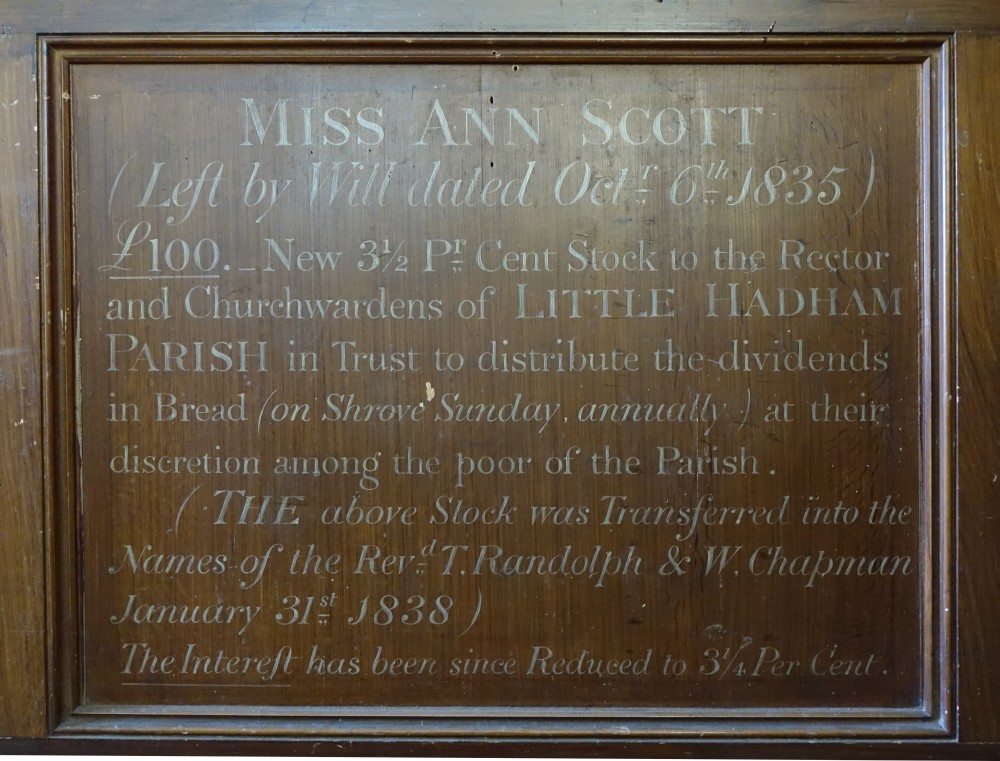 MISS ANN SCOTT
(Left by Will dated Octr 6th 1835)
£100. – New 3½ Pr Cent Stock to the Rector
and Churchwardens of LITTLE HADHAM
PARISH in Trust to distribute the dividends
in Bread (on Shrove Sunday, annually) at their
discretion among the poor of the Parish.
(THE above Stock was Transferred into the
Names of the Revd T. Randolph & W. Chapman
January 31st 1838)
The Intereſt has been since Reduced to 3¼ Per Cent.